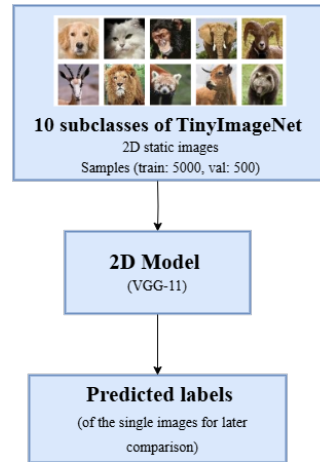 10 subclasses of TinyImageNet
2D static images
Samples (train: 5000, val: 500)
2D Model
(VGG-11)
Predicted labels
(of the single images for later
comparison)